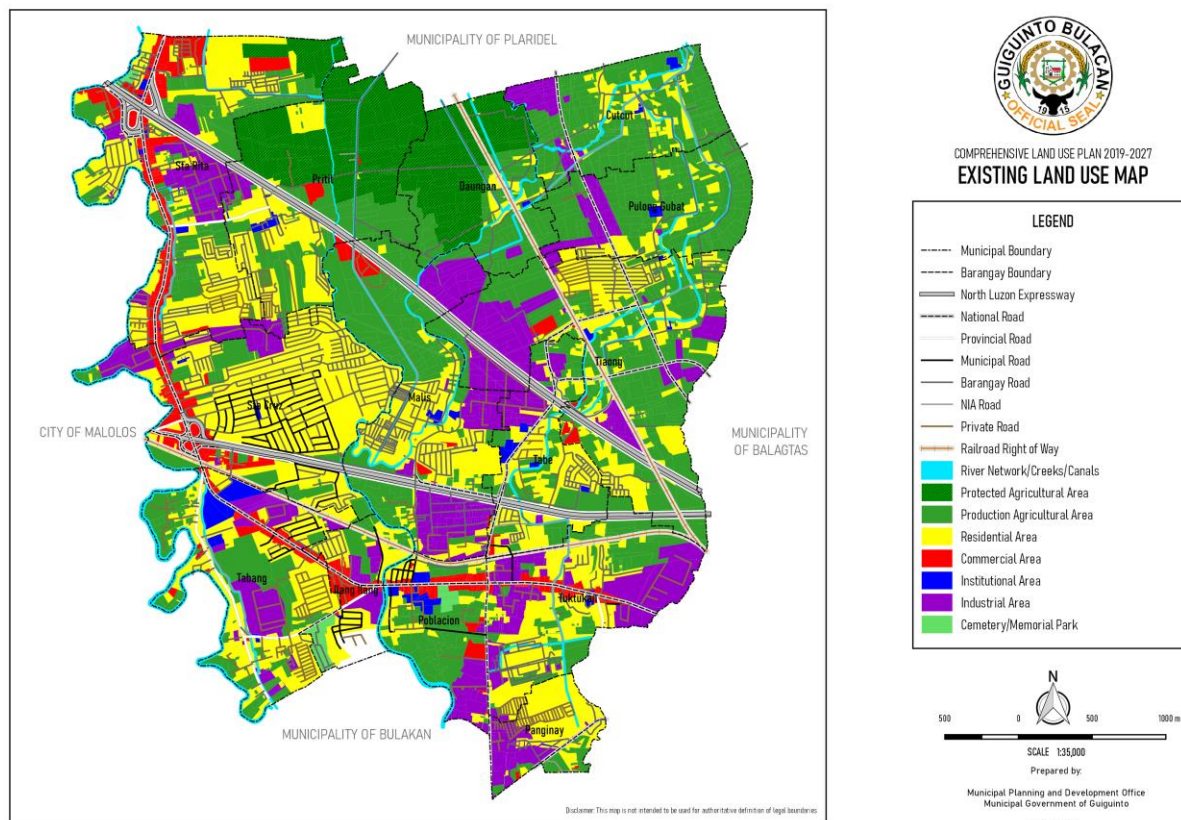 MUNICIPALITY OF PLARIDEL
Cutcut
Sta Rita
Pritil
Daungan
Pulong Gubat
Tiaong
Malis
Sta Cruz
CITY OF MALOLOS
MUNICIPALITY
OF BALAGTAS
Tabe
Tabang
Ilang Ilang
Tuktukan
Poblacion
Panginay
MUNICIPALITY OF BULAKAN
Disclaimer: This map is not intended to be used for authoritative definition of legal boundaries
GUIGUINTO BULACAN
1915
OFFICIAL SEAL
COMPREHENSIVE LAND USE PLAN 2019-2027
EXISTING LAND USE MAP
LEGEND
Municipal Boundary
Barangay Boundary
North Luzon Expressway
National Road
Provincial Road
Municipal Road
Barangay Road
NIA Road
Private Road
Railroad Right of Way
River Network/Creeks/Canals
Protected Agricultural Area
Production Agricultural Area
Residential Area
Commercial Area
Institutional Area
Industrial Area
Cemetery/Memorial Park
N
500 0 500 1000 m
SCALE 1:35,000
Prepared by:
Municipal Planning and Development Office
Municipal Government of Guiguinto